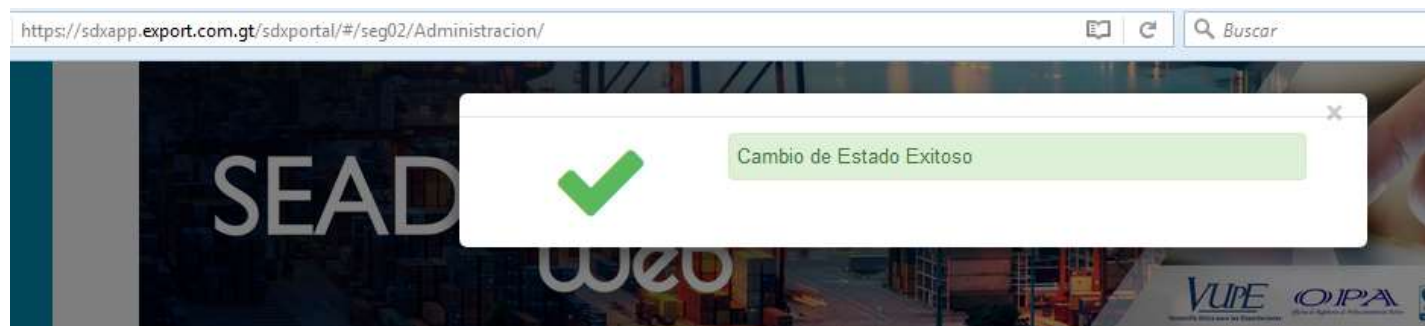 https://sdxapp.export.com.gt/sdxportal/#/seg02/Administracion/
Buscar
×
Cambio de Estado Exitoso
SEAD
Web
VUPE
OPA